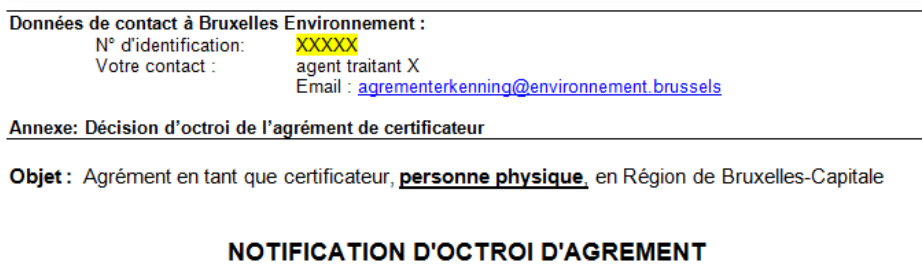 Données de contact à Bruxelles Environnement :
N° d'identification: XXXXX
Votre contact : agent traitant X
Email : agrementerkenning@environnement.brussels
Annexe: Décision d'octroi de l'agrément de certificateur
Objet : Agrément en tant que certificateur, personne physique, en Région de Bruxelles-Capitale
NOTIFICATION D'OCTROI D'AGREMENT